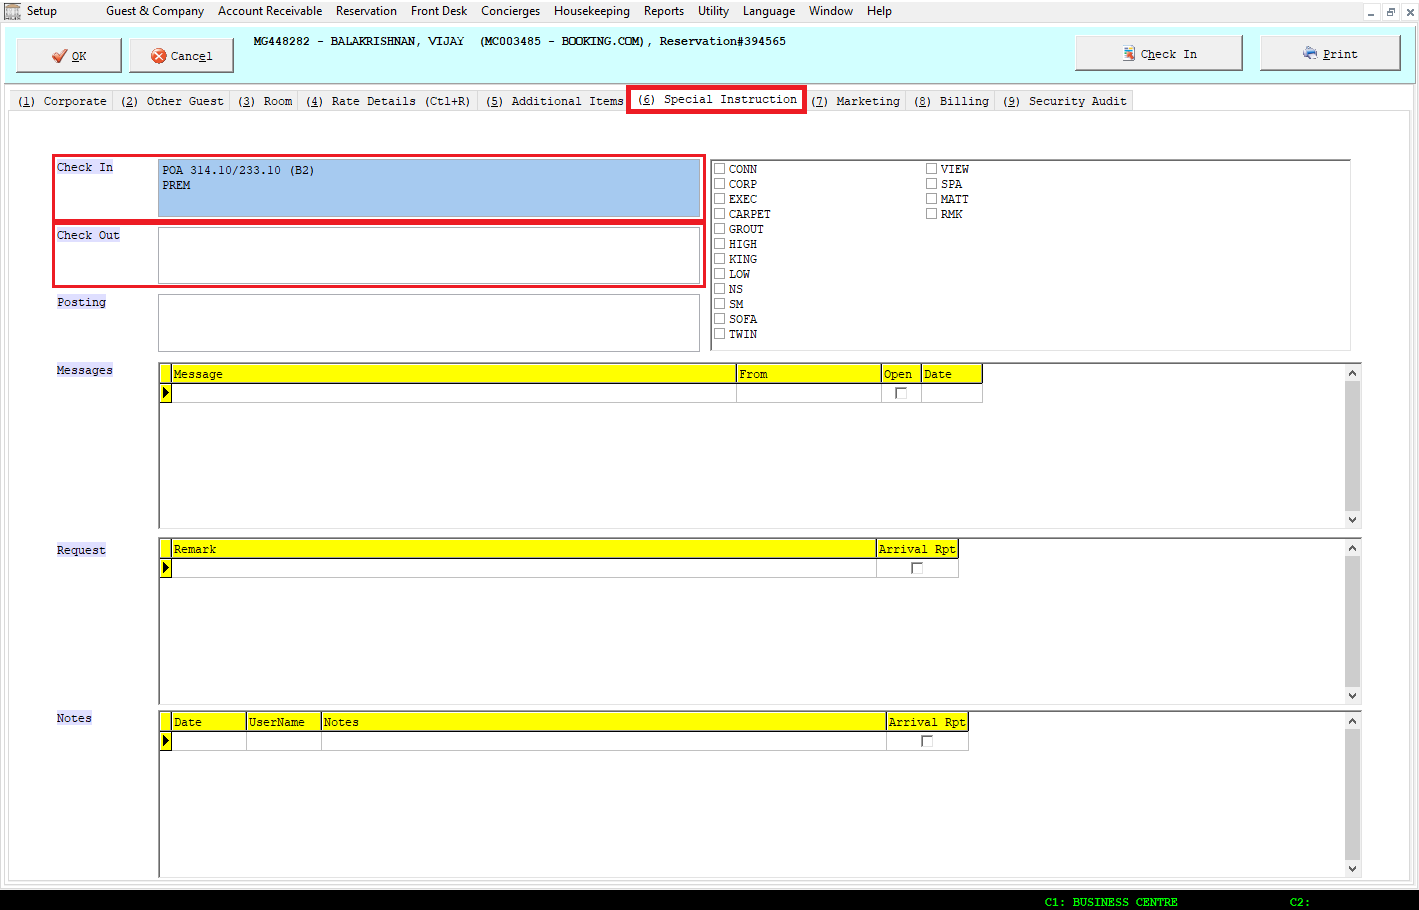 Setup Guest & Company Account Receivable Reservation Front Desk Concierges Housekeeping Reports Utility Language Window Help
OK Cancel MG448282 - BALAKRISHNAN, VIJAY (MC003485 - BOOKING.COM), Reservation#394565 Check In Print
(1) Corporate (2) Other Guest (3) Room (4) Rate Details (Ctl+R) (5) Additional Items (6) Special Instruction (7) Marketing (8) Billing (9) Security Audit
Check In
POA 314.10/233.10 (B2)
PREM
Check Out
Posting
CONN
CORP
EXEC
CARPET
GROUT
HIGH
KING
LOW
NS
SM
SOFA
TWIN
VIEW
SPA
MATT
RMK
Messages
Message From Open Date
Request
Remark Arrival Rpt
Notes
Date UserName Notes Arrival Rpt
C1: BUSINESS CENTRE C2: